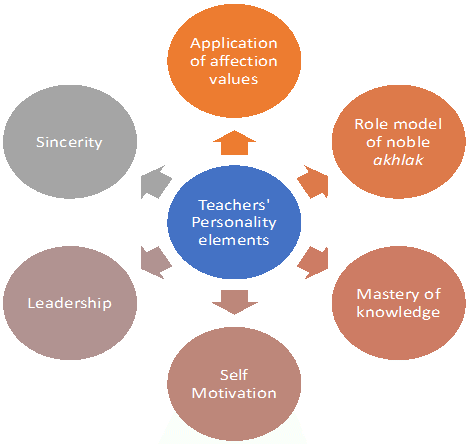 Application
of affection
values
Role model
of noble
akhlak
Mastery of
knowledge
Self
Motivation
Leadership
Sincerity
Teachers'
Personality
elements